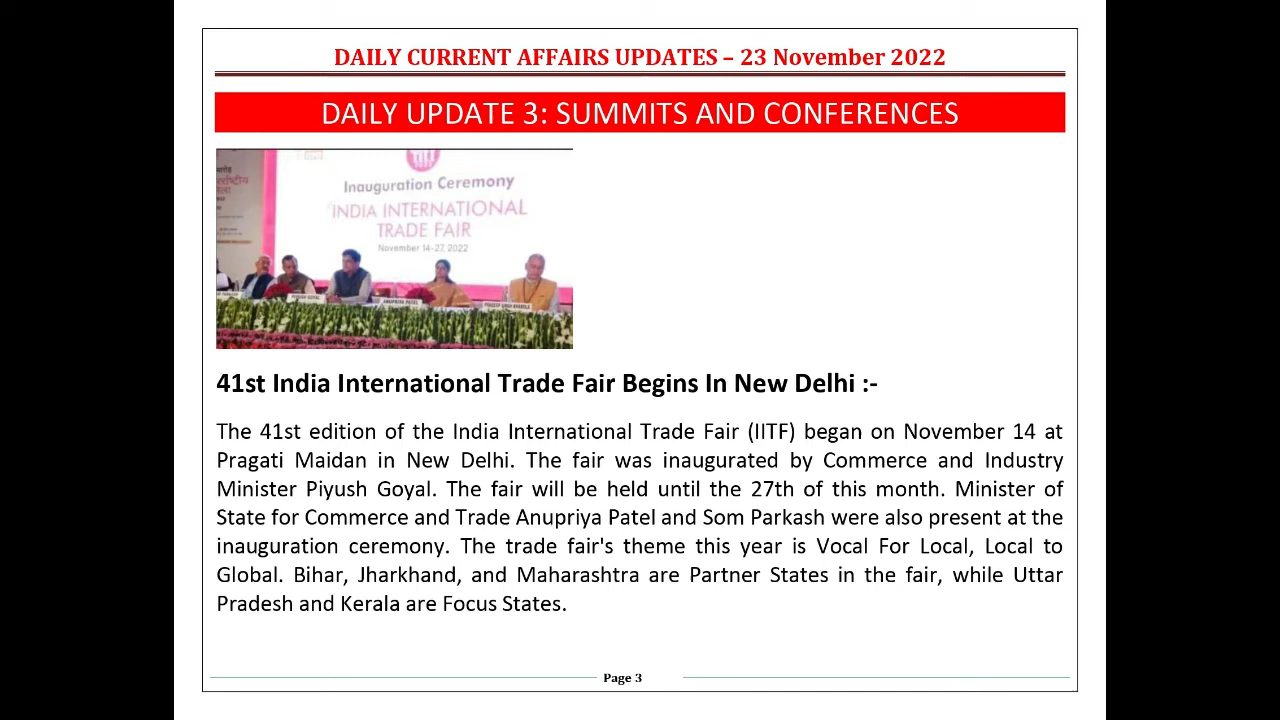 DAILY CURRENT AFFAIRS UPDATES – 23 November 2022
DAILY UPDATE 3: SUMMITS AND CONFERENCES
Inauguration Ceremony
INDIA INTERNATIONAL
TRADE FAIR
November 14-27, 2022
PIYUSH GOYAL
ANUPRIYA PATEL
41st India International Trade Fair Begins In New Delhi :-
The 41st edition of the India International Trade Fair (IITF) began on November 14 at
Pragati Maidan in New Delhi. The fair was inaugurated by Commerce and Industry
Minister Piyush Goyal. The fair will be held until the 27th of this month. Minister of
State for Commerce and Trade Anupriya Patel and Som Parkash were also present at the
inauguration ceremony. The trade fair's theme this year is Vocal For Local, Local to
Global. Bihar, Jharkhand, and Maharashtra are Partner States in the fair, while Uttar
Pradesh and Kerala are Focus States.
Page 3